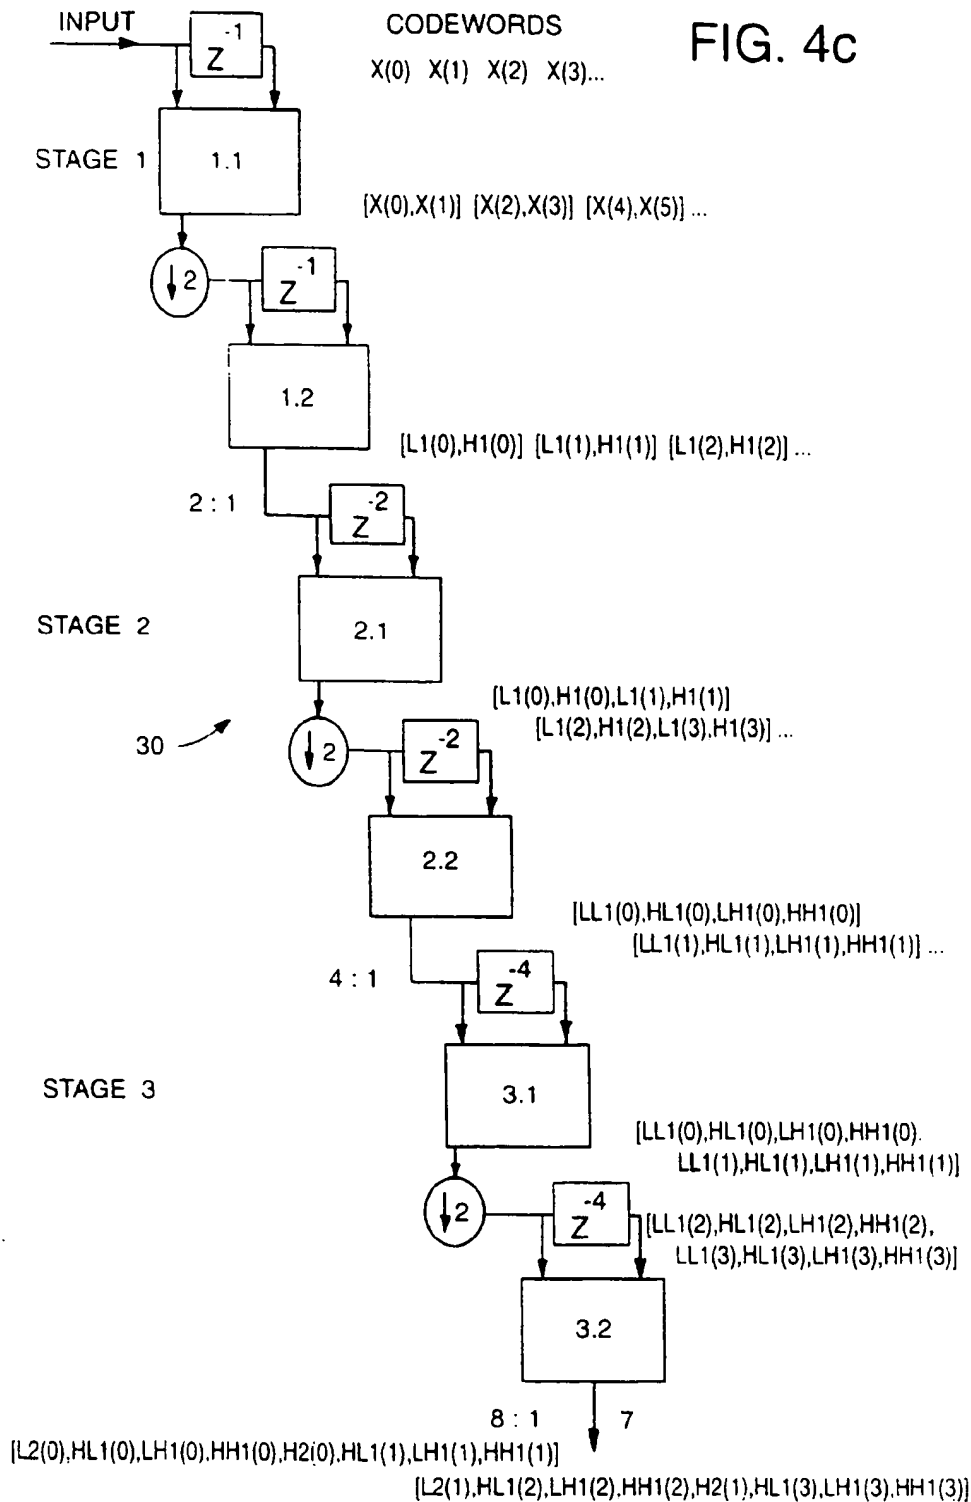 INPUT
Z-1
CODEWORDS
FIG. 4c
X(0) X(1) X(2) X(3)...
STAGE 1
1.1
[X(0),X(1)] [X(2),X(3)] [X(4),X(5)] ...
↓2
Z-1
1.2
[L1(0),H1(0)] [L1(1),H1(1)] [L1(2),H1(2)] ...
2 : 1
Z-2
STAGE 2
2.1
[L1(0),H1(0),L1(1),H1(1)]
[L1(2),H1(2),L1(3),H1(3)] ...
30
↓2
Z-2
2.2
[LL1(0),HL1(0),LH1(0),HH1(0)]
[LL1(1),HL1(1),LH1(1),HH1(1)] ...
4 : 1
Z-4
STAGE 3
3.1
[LL1(0),HL1(0),LH1(0),HH1(0).
LL1(1),HL1(1),LH1(1),HH1(1)]
↓2
Z-4
[LL1(2),HL1(2),LH1(2),HH1(2),
LL1(3),HL1(3),LH1(3),HH1(3)]
3.2
8 : 1
7
[L2(0),HL1(0),LH1(0),HH1(0),H2(0),HL1(1),LH1(1),HH1(1)]
[L2(1),HL1(2),LH1(2),HH1(2),H2(1),HL1(3),LH1(3),HH1(3)]